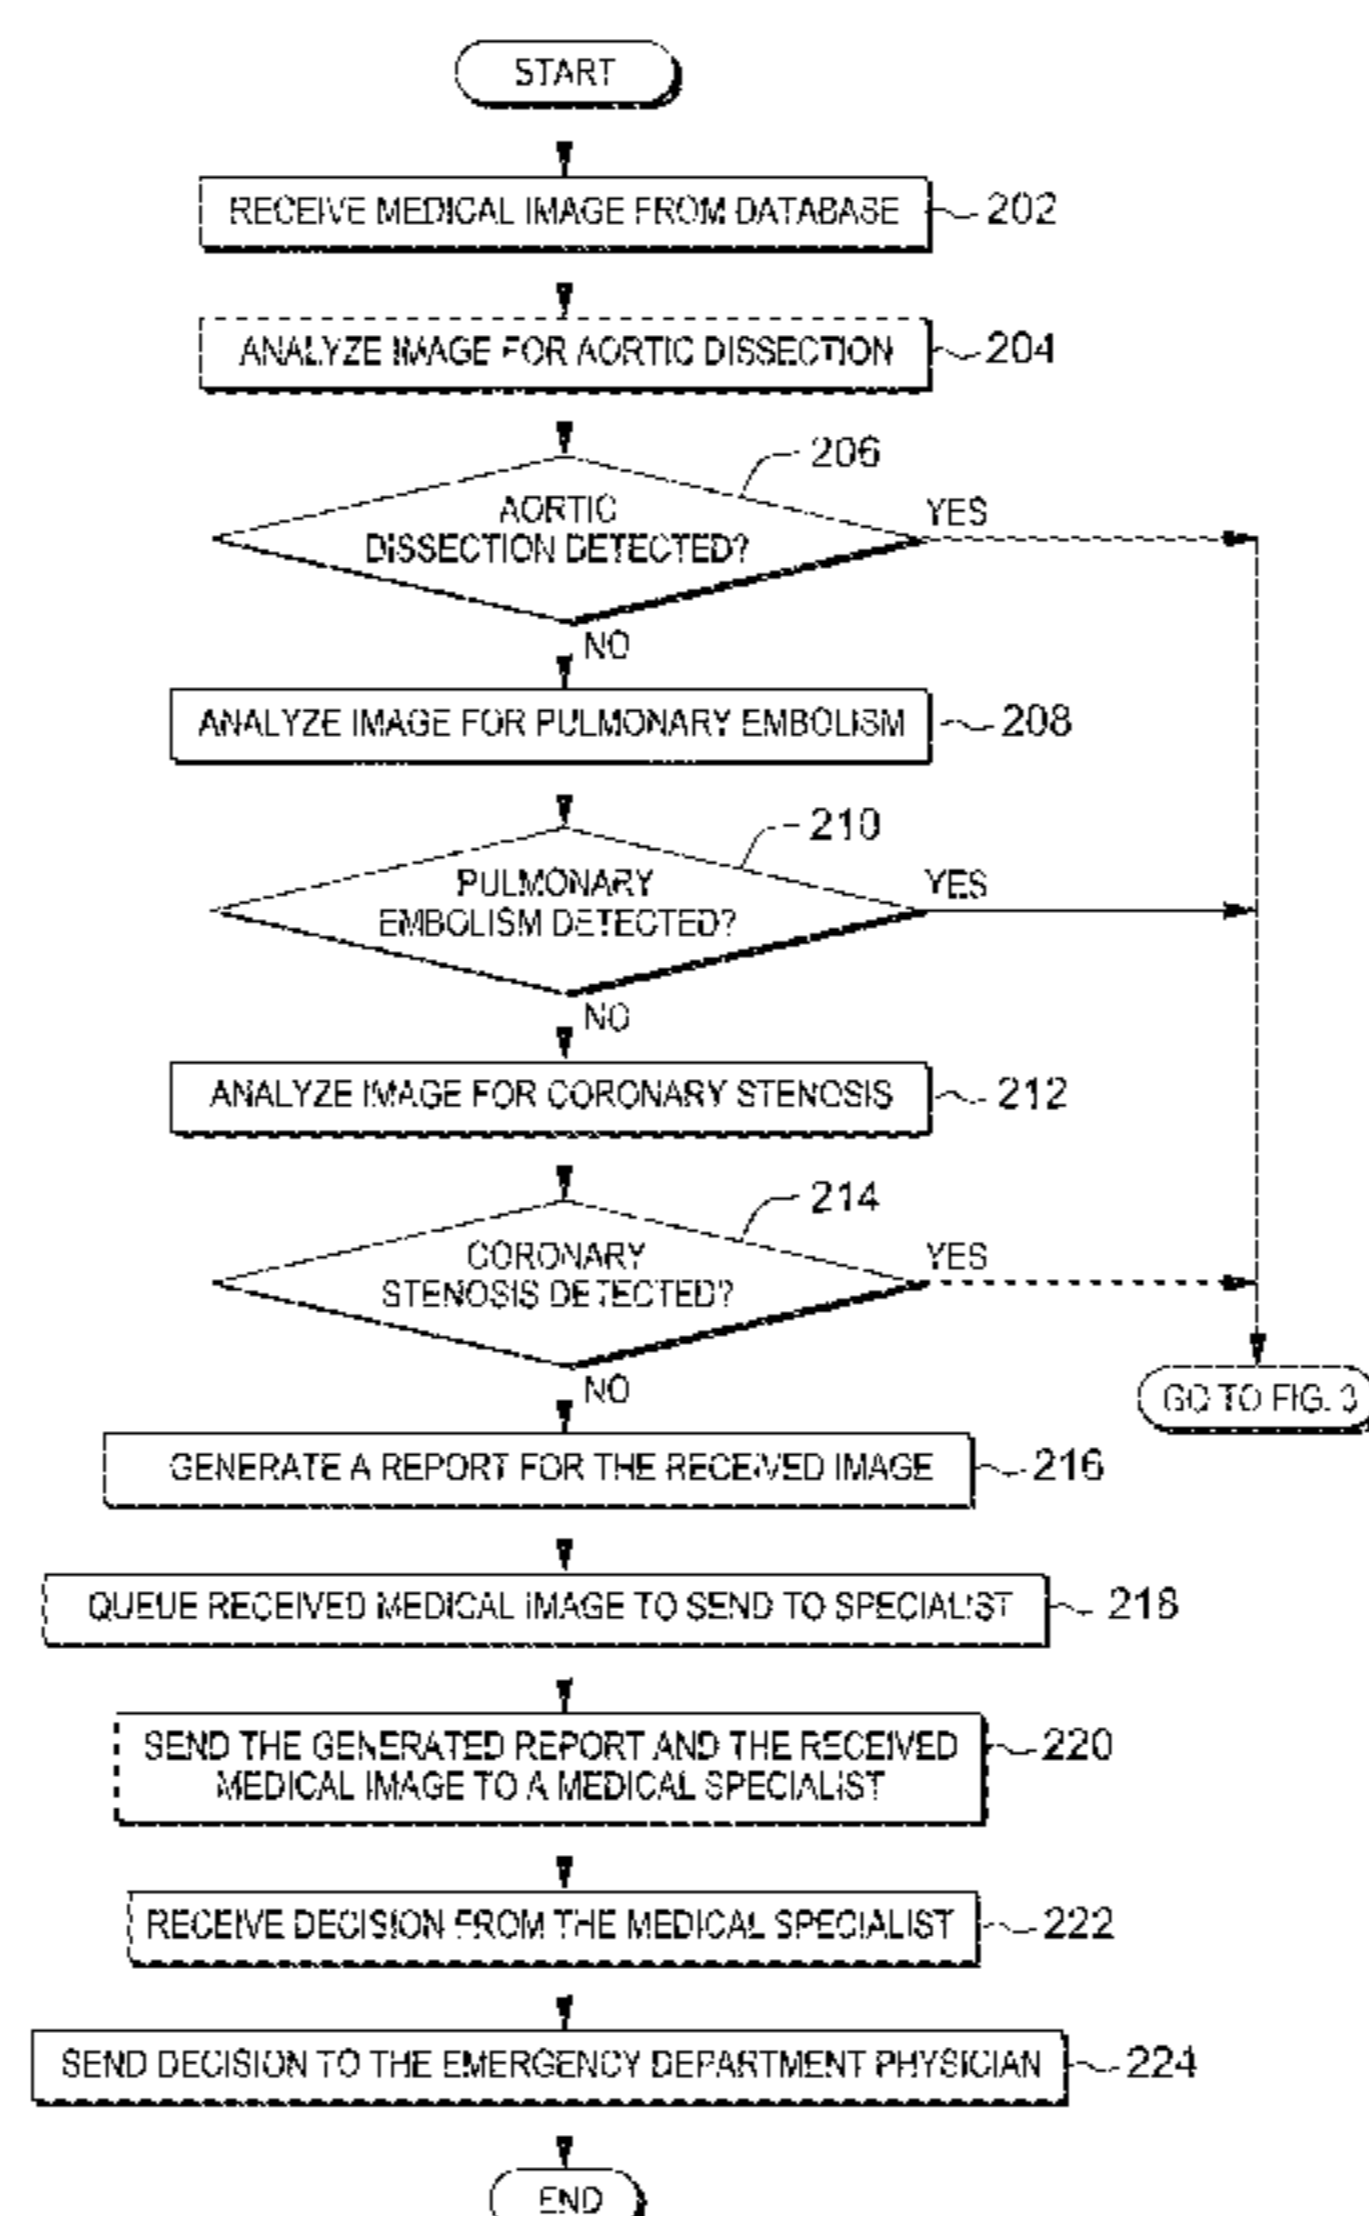 START
RECEIVE MEDICAL IMAGE FROM DATABASE
202
ANALYZE IMAGE FOR AORTIC DISSECTION
204
206
AORTIC
DISSECTION DETECTED?
YES
NO
ANALYZE IMAGE FOR PULMONARY EMBOLISM
208
210
PULMONARY
EMBOLISM DETECTED?
YES
NO
ANALYZE IMAGE FOR CORONARY STENOSIS
212
214
CORONARY
STENOSIS DETECTED?
YES
NO
GO TO FIG. 3
GENERATE A REPORT FOR THE RECEIVED IMAGE
216
QUEUE RECEIVED MEDICAL IMAGE TO SEND TO SPECIALIST
218
SEND THE GENERATED REPORT AND THE RECEIVED
MEDICAL IMAGE TO A MEDICAL SPECIALIST
220
RECEIVE DECISION FROM THE MEDICAL SPECIALIST
222
SEND DECISION TO THE EMERGENCY DEPARTMENT PHYSICIAN
224
END